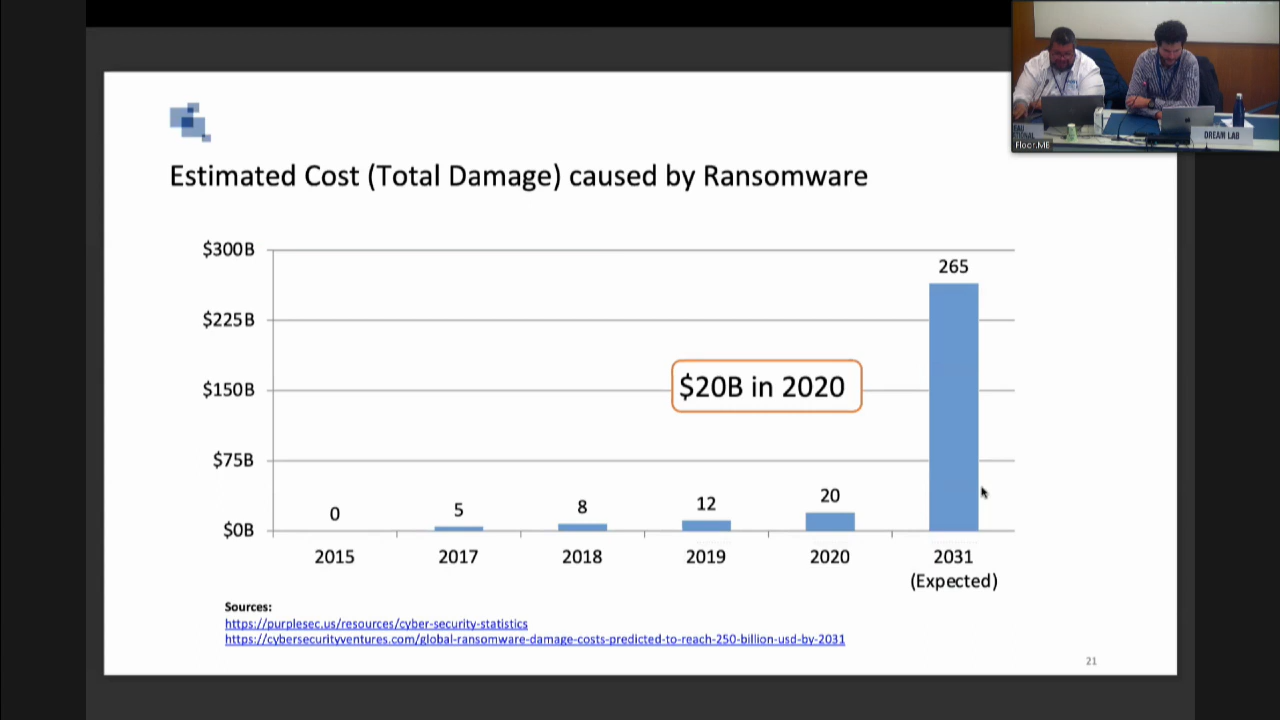 Estimated Cost (Total Damage) caused by Ransomware
$300B
$225B
$150B
$75B
$0B
0
5
8
12
20
265
$20B in 2020
2015
2017
2018
2019
2020
2031
(Expected)
Sources:
https://purplesec.us/resources/cyber-security-statistics
https://cybersecurityventures.com/global-ransomware-damage-costs-predicted-to-reach-250-billion-usd-by-2031
21
DREAM LAB
Floor.ME